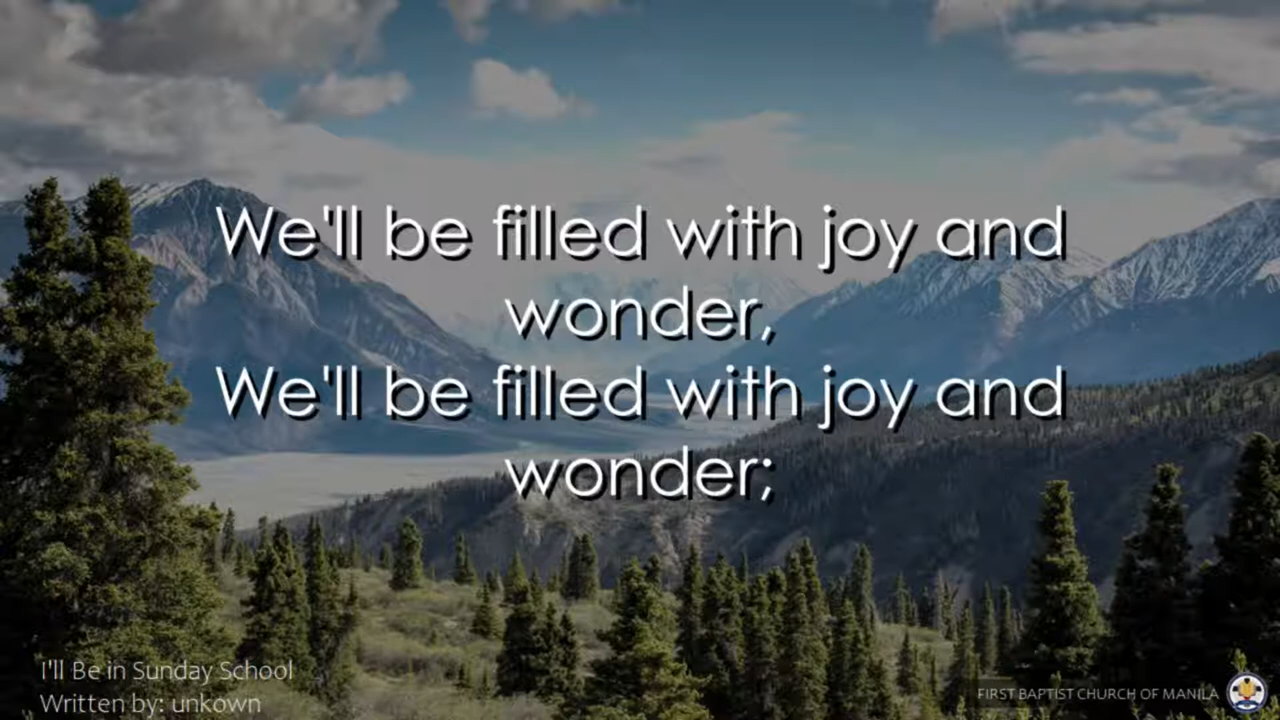 We'll be filled with joy and
wonder,
We'll be filled with joy and
wonder;
I'll Be in Sunday School
Written by: unkown
FIRST BAPTIST CHURCH OF MANILA